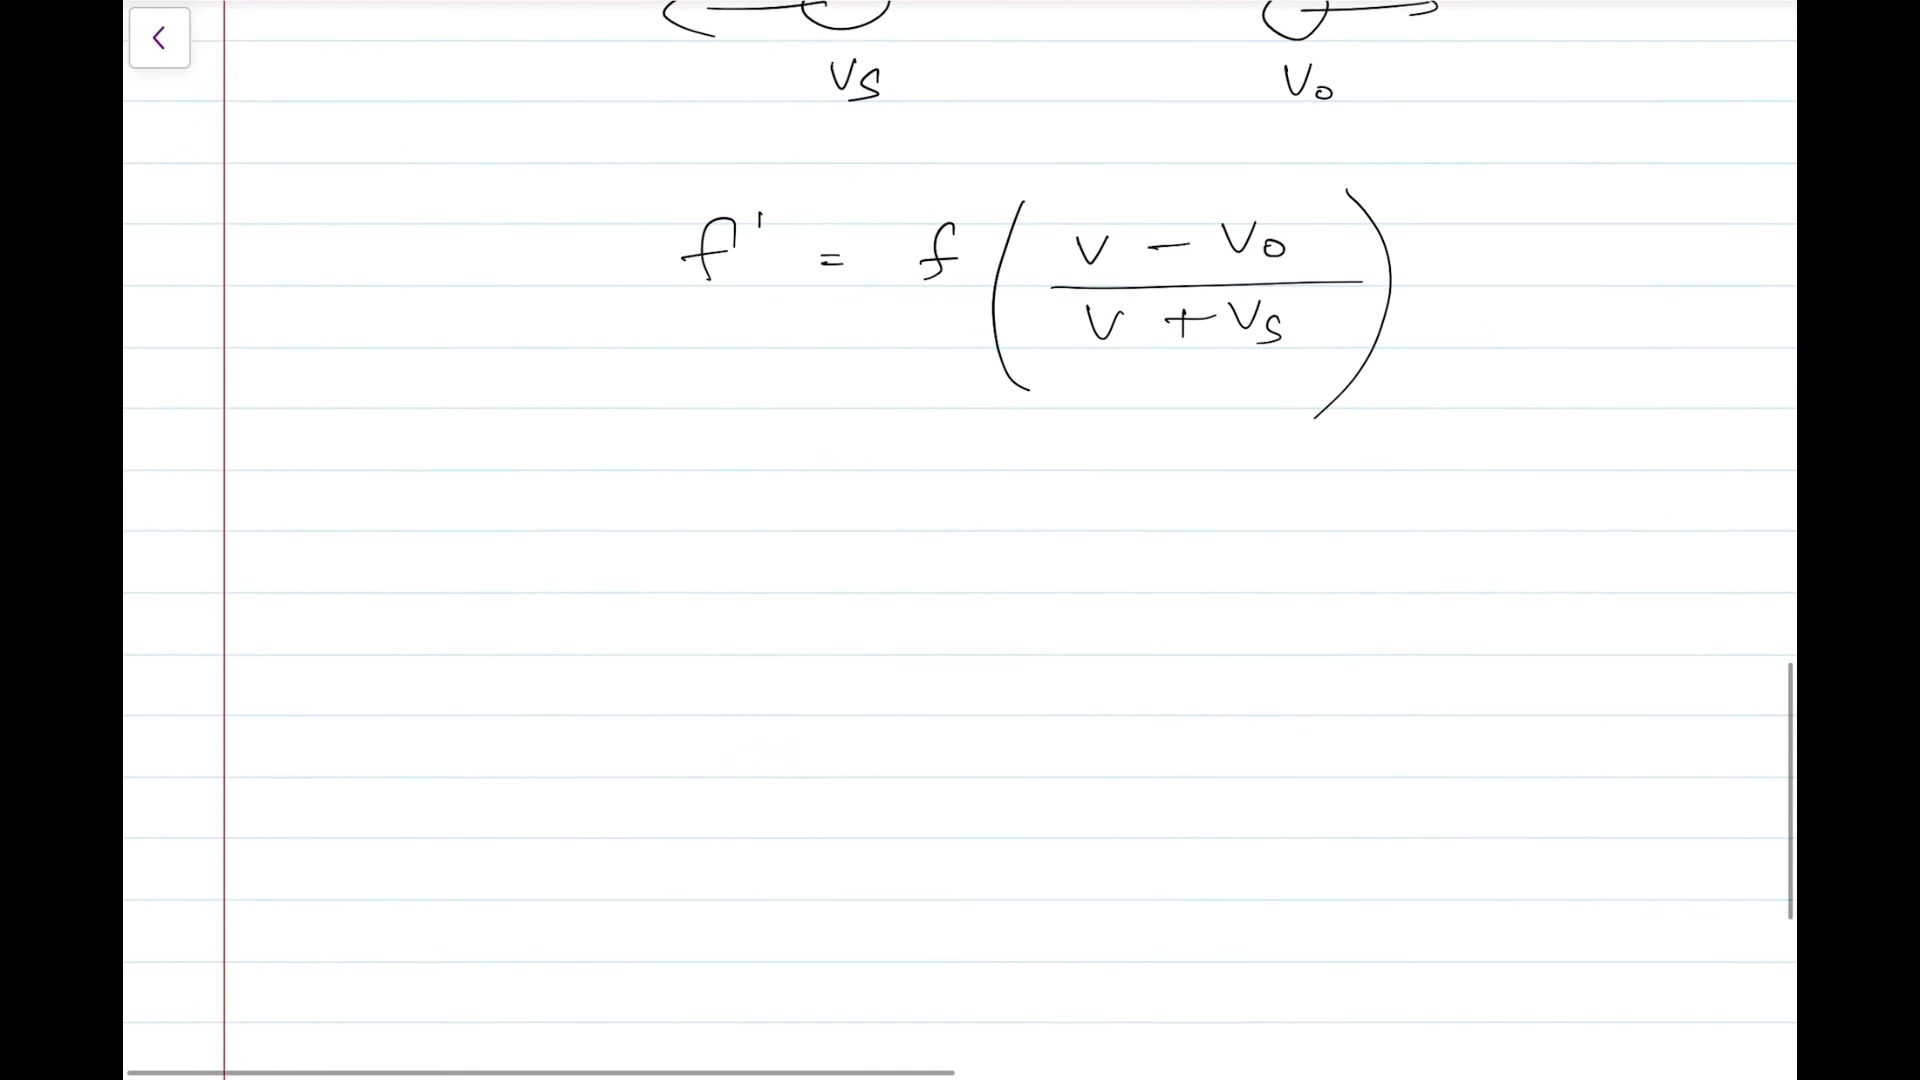 vs vo
f' = f ( v - vo / v + vs )